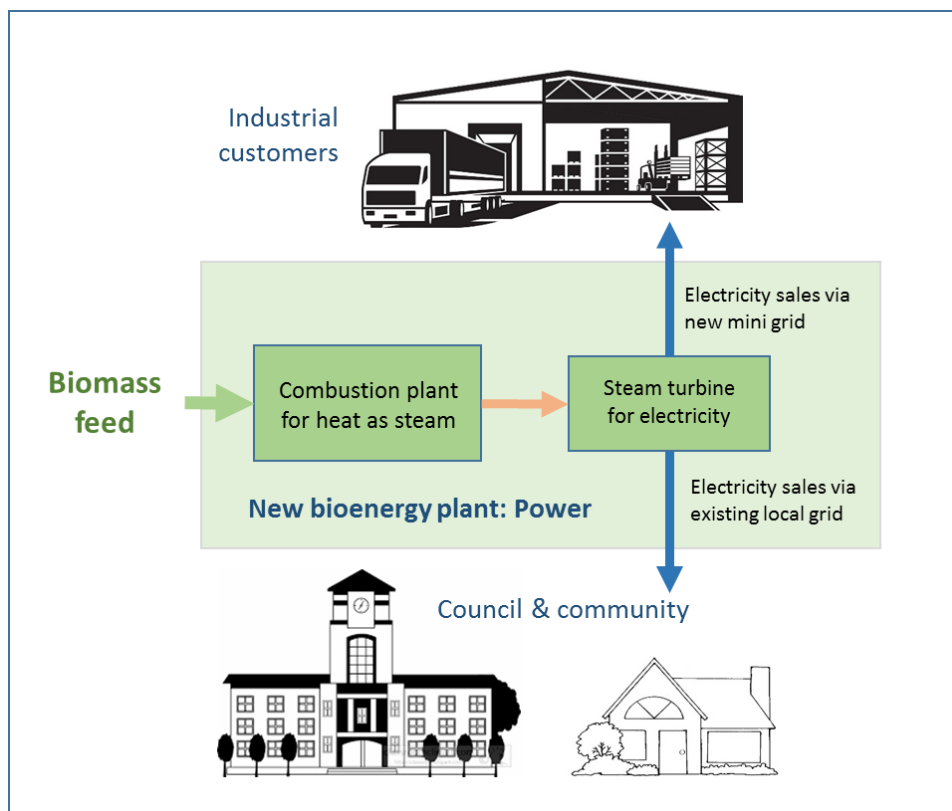 Industrial
customers
Electricity sales via
new mini grid
Biomass
feed
Combustion plant
for heat as steam
Steam turbine
for electricity
New bioenergy plant: Power
Electricity sales via
existing local grid
Council & community